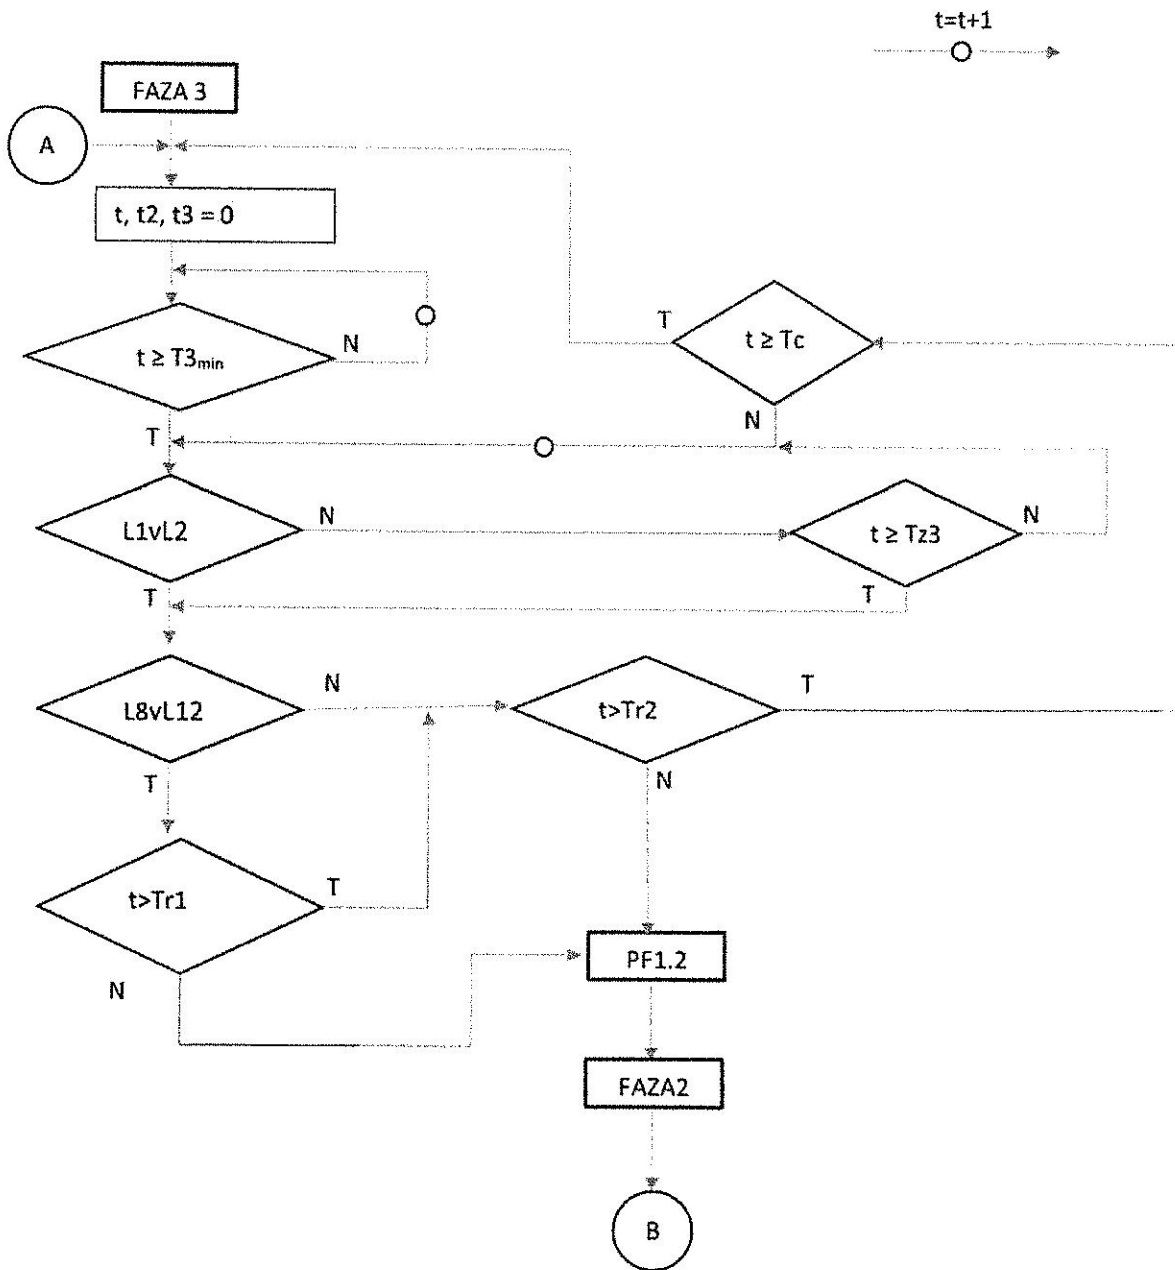 t=t+1
FAZA 3
A
t, t2, t3 = 0
t ≥ T3min
N
T
T
t ≥ Tc
N
L1vL2
N
t ≥ Tz3
N
T
T
L8vL12
N
t>Tr2
T
T
N
t>Tr1
T
N
PF1.2
FAZA2
B